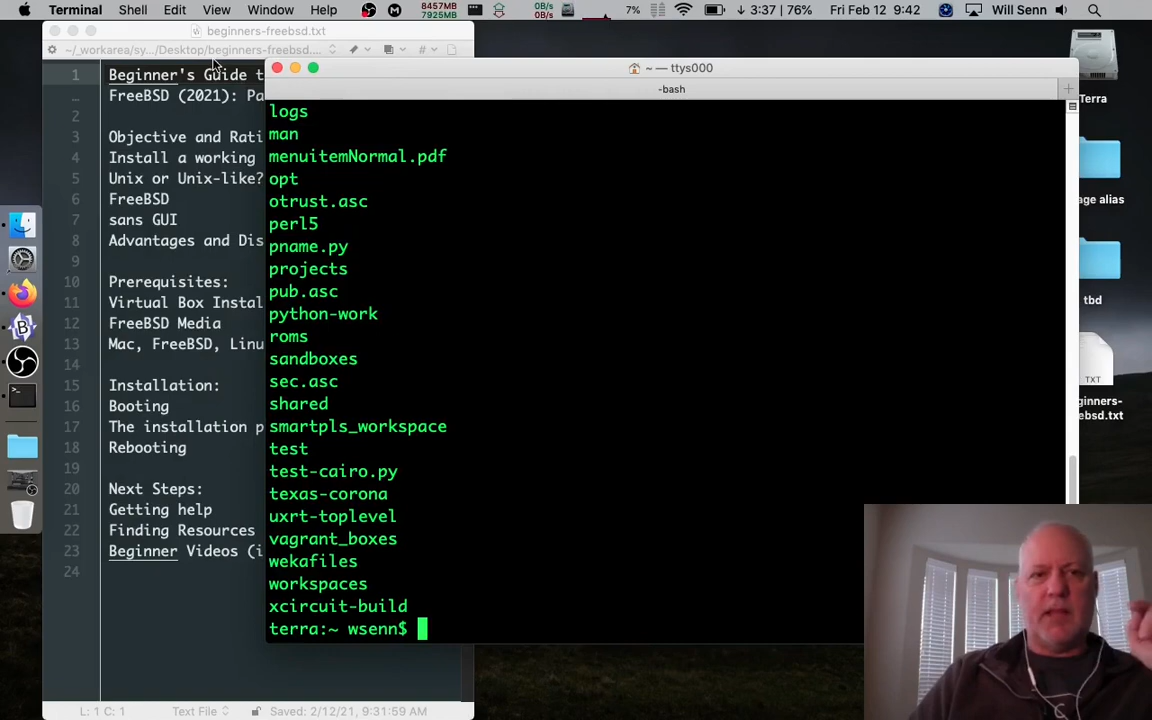 Terminal Shell Edit View Window Help 8457MB 7925MB 0B/s 0B/s 7% 3:37 | 76% Fri Feb 12 9:42 Will Senn
beginners-freebsd.txt
~/_workarea/sy.../Desktop/beginners-freebsd....
1 Beginner's Guide t
… FreeBSD (2021): Pa
2
3 Objective and Rati
4 Install a working
5 Unix or Unix-like?
6 FreeBSD
7 sans GUI
8 Advantages and Dis
9
10 Prerequisites:
11 Virtual Box Instal
12 FreeBSD Media
13 Mac, FreeBSD, Linu
14
15 Installation:
16 Booting
17 The installation p
18 Rebooting
19
20 Next Steps:
21 Getting help
22 Finding Resources
23 Beginner Videos (i
24
L: 1 C: 1 Text File Saved: 2/12/21, 9:31:59 AM
~ — ttys000
-bash
logs
man
menuitemNormal.pdf
opt
otrust.asc
perl5
pname.py
projects
pub.asc
python-work
roms
sandboxes
sec.asc
shared
smartpls_workspace
test
test-cairo.py
texas-corona
uxrt-toplevel
vagrant_boxes
wekafiles
workspaces
xcircuit-build
terra:~ wsenn$
Terra
age alias
tbd
.TXT
ginners-
ebsd.txt